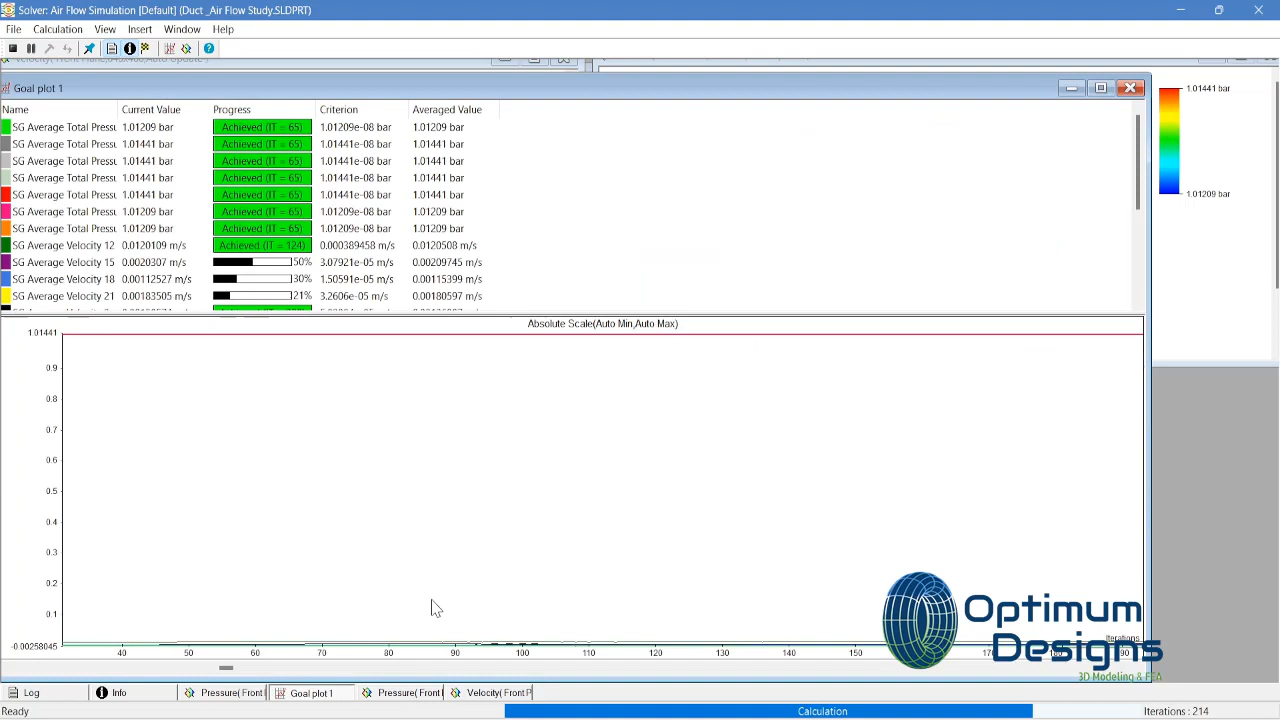 Solver: Air Flow Simulation [Default] (Duct _Air Flow Study.SLDPRT)
File Calculation View Insert Window Help
Goal plot 1
1.01441 bar
1.01209 bar
Name Current Value Progress Criterion Averaged Value
SG Average Total Pressu 1.01209 bar Achieved (IT = 65) 1.01209e-08 bar 1.01209 bar
SG Average Total Pressu 1.01441 bar Achieved (IT = 65) 1.01441e-08 bar 1.01441 bar
SG Average Total Pressu 1.01441 bar Achieved (IT = 65) 1.01441e-08 bar 1.01441 bar
SG Average Total Pressu 1.01441 bar Achieved (IT = 65) 1.01441e-08 bar 1.01441 bar
SG Average Total Pressu 1.01441 bar Achieved (IT = 65) 1.01441e-08 bar 1.01441 bar
SG Average Total Pressu 1.01209 bar Achieved (IT = 65) 1.01209e-08 bar 1.01209 bar
SG Average Total Pressu 1.01209 bar Achieved (IT = 65) 1.01209e-08 bar 1.01209 bar
SG Average Velocity 12 0.0120109 m/s Achieved (IT = 124) 0.000389458 m/s 0.0120508 m/s
SG Average Velocity 15 0.0020307 m/s 50% 3.07921e-05 m/s 0.00209745 m/s
SG Average Velocity 18 0.00112527 m/s 30% 1.50591e-05 m/s 0.00115399 m/s
SG Average Velocity 21 0.00183505 m/s 21% 3.2606e-05 m/s 0.00180597 m/s
Absolute Scale(Auto Min,Auto Max)
1.01441
0.9
0.8
0.7
0.6
0.5
0.4
0.3
0.2
0.1
-0.00258045
Iterations
40 50 60 70 80 90 100 110 120 130 140 150 160 170
Optimum
Designs
3D Modeling & FEA
Log Info Pressure( Front Goal plot 1 Pressure( Front Velocity( Front P
Ready Calculation Iterations : 214